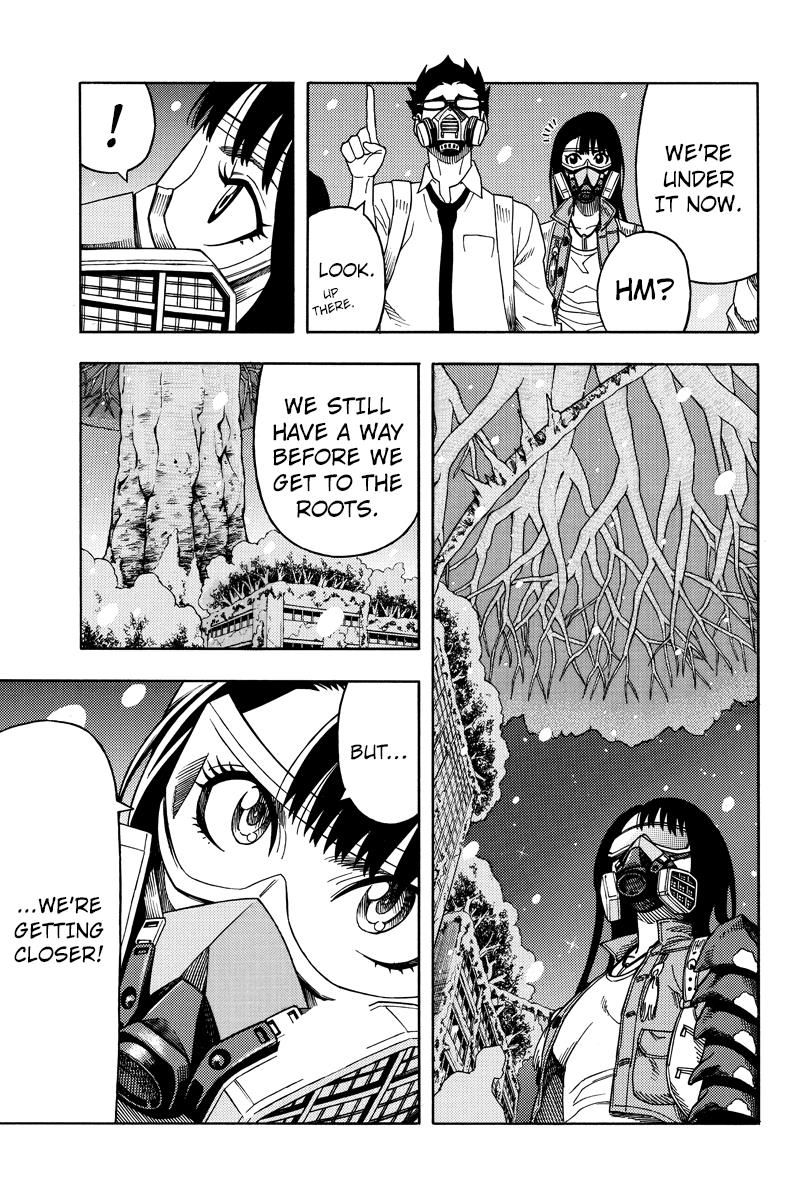 WE'RE
UNDER
IT NOW.
HM?
LOOK.
UP
THERE.
!
WE STILL
HAVE A WAY
BEFORE WE
GET TO THE
ROOTS.
BUT...
...WE'RE
GETTING
CLOSER!